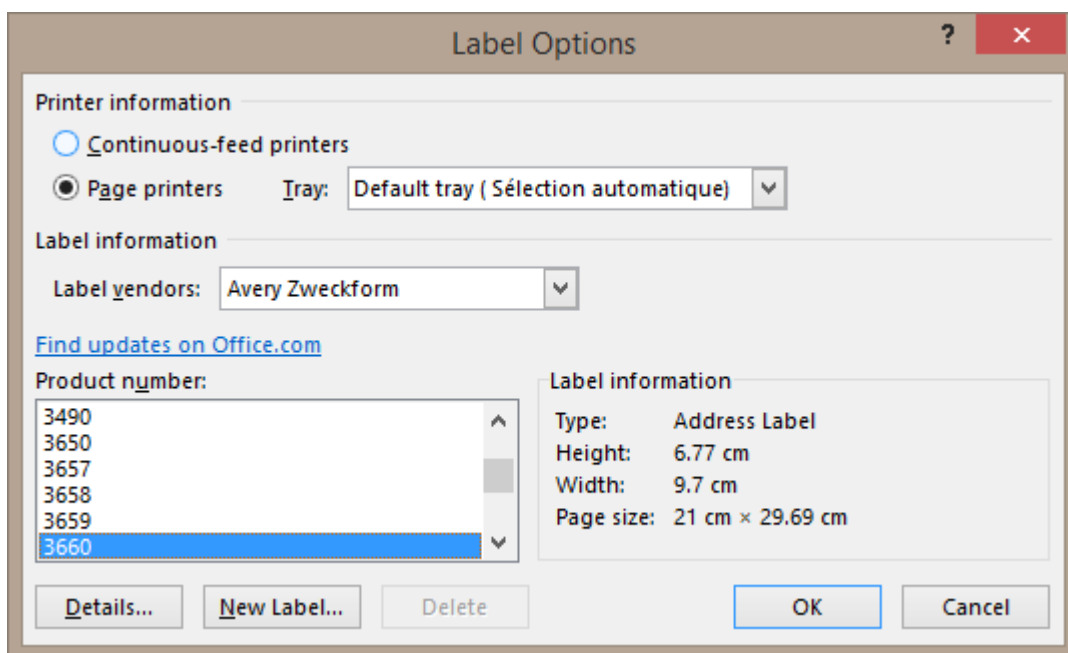 Label Options
?
Printer information
Continuous-feed printers
Page printers Tray: Default tray ( Sélection automatique)
Label information
Label vendors: Avery Zweckform
Find updates on Office.com
Product number:
3490
3650
3657
3658
3659
3660
Label information
Type: Address Label
Height: 6.77 cm
Width: 9.7 cm
Page size: 21 cm × 29.69 cm
Details... New Label... Delete OK Cancel